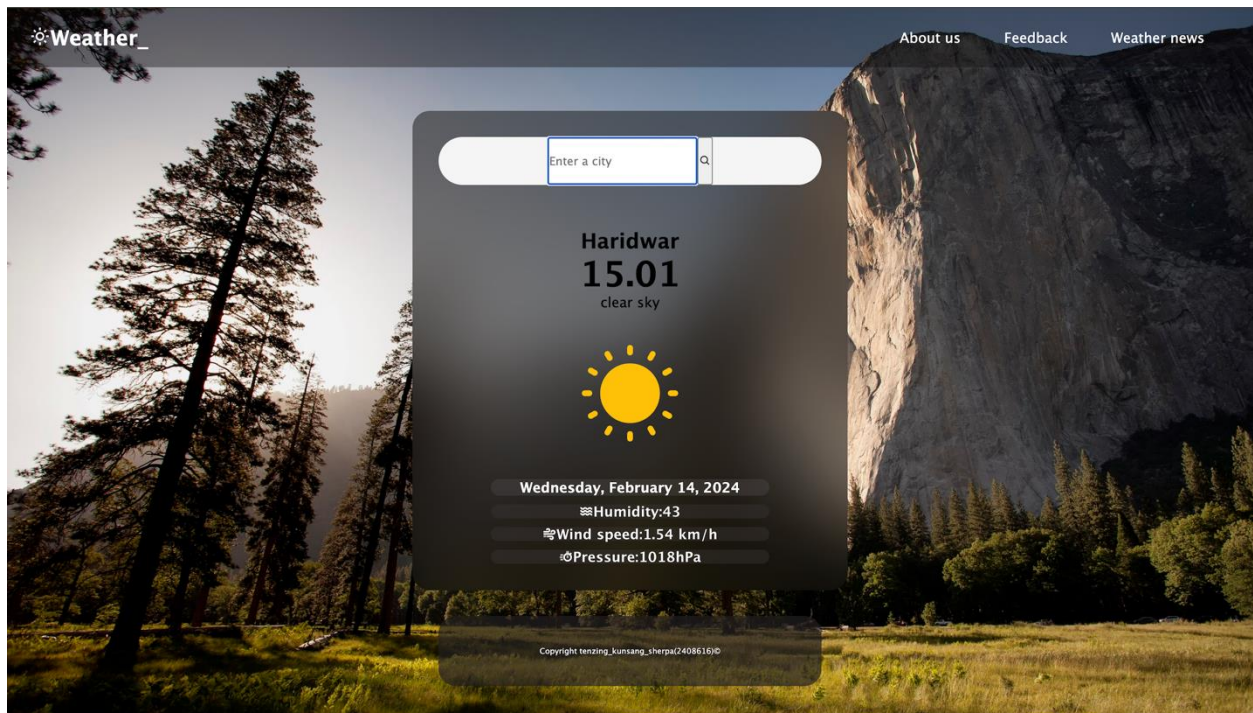 Weather_
About us Feedback Weather news
Enter a city
Haridwar
15.01
clear sky
Wednesday, February 14, 2024
Humidity:43
Wind speed:1.54 km/h
Pressure:1018hPa
Copyright tenzing_kunsang_sherpa(2408616)©